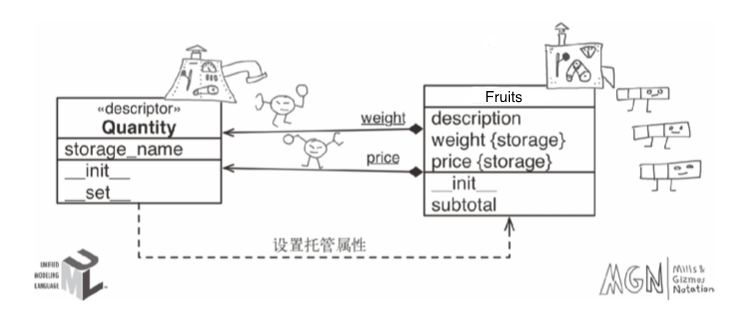 «descriptor»
Quantity
storage_name
__init__
__set__
weight
price
Fruits
description
weight {storage}
price {storage}
__init__
subtotal
设置托管属性
UNIFIED
MODELING
LANGUAGE
UML
MGN
Mills &
Gizmos
Notation